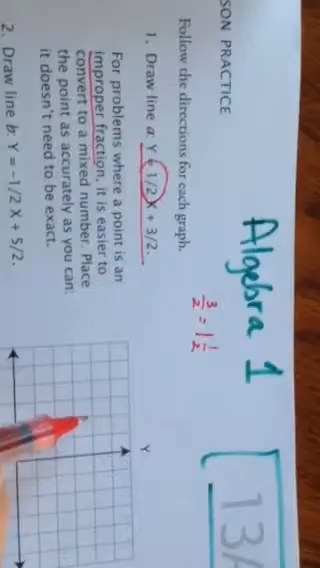 SON PRACTICE
Algebra 1
13A
Follow the directions for each graph.
3/2 = 1 1/2
1. Draw line a: Y = 1/2 X + 3/2.
For problems where a point is an
improper fraction, it is easier to
convert to a mixed number. Place
the point as accurately as you can;
it doesn't need to be exact.
Y
2. Draw line b: Y = -1/2 X + 5/2.